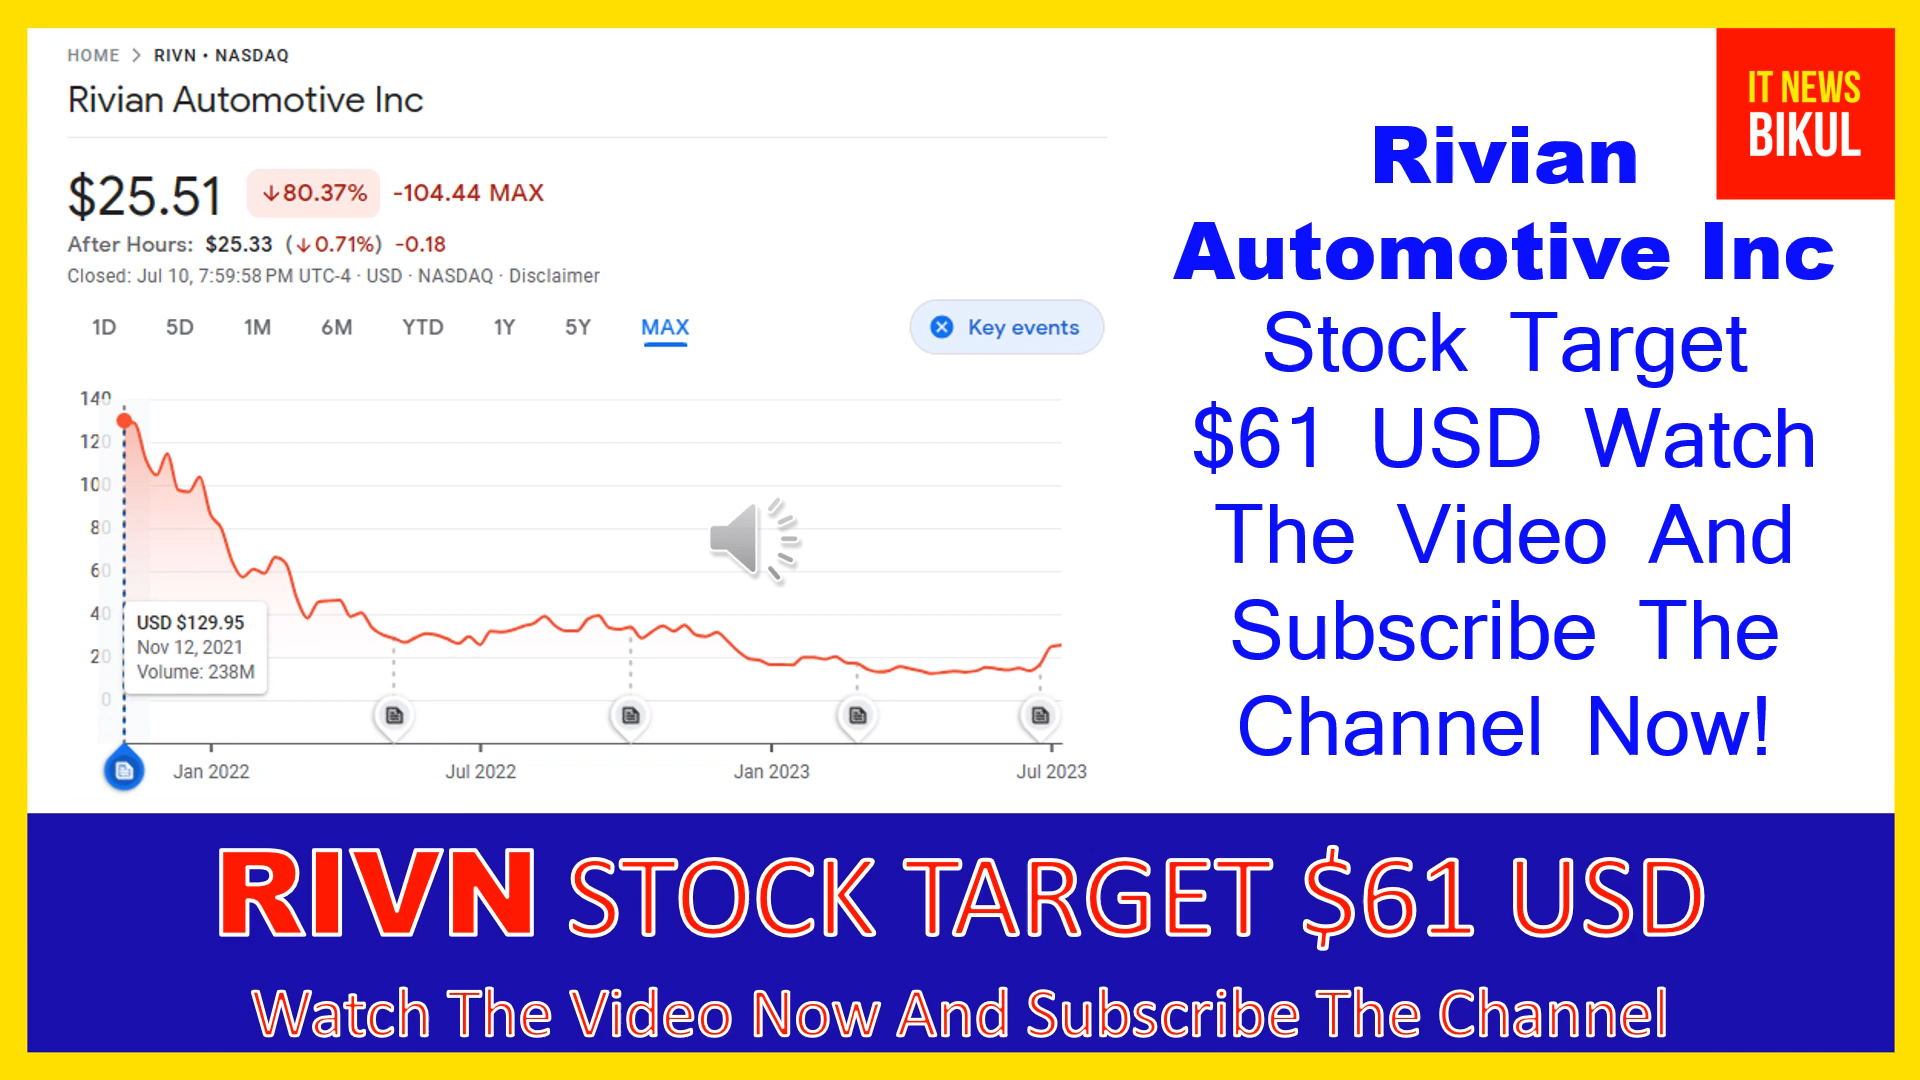 HOME > RIVN • NASDAQ
Rivian Automotive Inc
$25.51 ↓80.37% -104.44 MAX
After Hours: $25.33 (↓0.71%) -0.18
Closed: Jul 10, 7:59:58 PM UTC-4 · USD · NASDAQ · Disclaimer
1D 5D 1M 6M YTD 1Y 5Y MAX
Key events
140
120
100
80
60
40
20
0
USD $129.95
Nov 12, 2021
Volume: 238M
Jan 2022 Jul 2022 Jan 2023 Jul 2023
IT NEWS
BIKUL
Rivian
Automotive Inc
Stock Target
$61 USD Watch
The Video And
Subscribe The
Channel Now!
RIVN STOCK TARGET $61 USD
Watch The Video Now And Subscribe The Channel